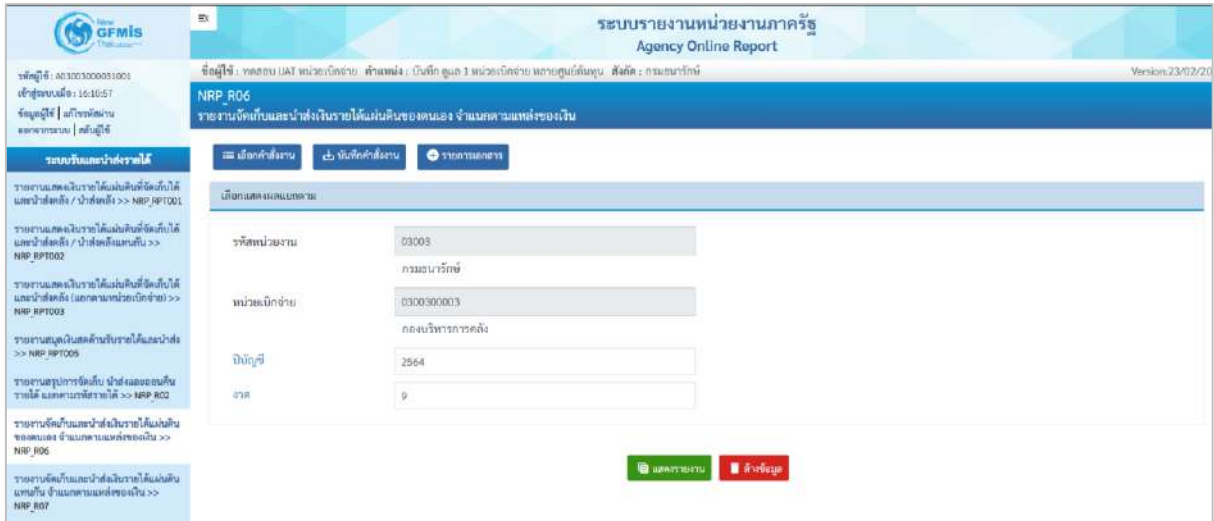 New
GFMIS
Thai
ระบบรายงานหน่วยงานภาครัฐ
Agency Online Report
รหัสผู้ใช้ : A03003000031001
เข้าสู่ระบบเมื่อ : 16:10:57
ข้อมูลผู้ใช้ | แก้ไขรหัสผ่าน
ออกจากระบบ | สลับผู้ใช้
ชื่อผู้ใช้ : ทดสอบ UAT หน่วยเบิกจ่าย ตำแหน่ง : บันทึก ดูแล 1 หน่วยเบิกจ่าย หลายศูนย์ต้นทุน สังกัด : กรมธนารักษ์
Version:23/02/20
NRP_R06
รายงานจัดเก็บและนำส่งเงินรายได้แผ่นดินของตนเอง จำแนกตามแหล่งของเงิน
ระบบรับและนำส่งรายได้
รายงานแสดงเงินรายได้แผ่นดินที่จัดเก็บได้
และนำส่งคลัง / นำส่งคลัง >> NRP_RPT001
รายงานแสดงเงินรายได้แผ่นดินที่จัดเก็บได้
และนำส่งคลัง / นำส่งคลังแทนกัน >>
NRP_RPT002
รายงานแสดงเงินรายได้แผ่นดินที่จัดเก็บได้
และนำส่งคลัง (แยกตามหน่วยเบิกจ่าย) >>
NRP_RPT003
รายงานสมุดเงินสดด้านรับรายได้และนำส่ง
>> NRP_RPT005
รายงานสรุปการจัดเก็บ นำส่งและถอนคืน
รายได้ แยกตามรหัสรายได้ >> NRP_R02
รายงานจัดเก็บและนำส่งเงินรายได้แผ่นดิน
ของตนเอง จำแนกตามแหล่งของเงิน >>
NRP_R06
รายงานจัดเก็บและนำส่งเงินรายได้แผ่นดิน
แทนกัน จำแนกตามแหล่งของเงิน >>
NRP_R07
เลือกคำสั่งงาน บันทึกคำสั่งงาน รายการเอกสาร
เลือกแสดงผลแบบตาม
รหัสหน่วยงาน 03003
กรมธนารักษ์
หน่วยเบิกจ่าย 0300300003
กองบริหารการคลัง
ปีบัญชี 2564
งวด 9
แสดงรายงาน ล้างข้อมูล